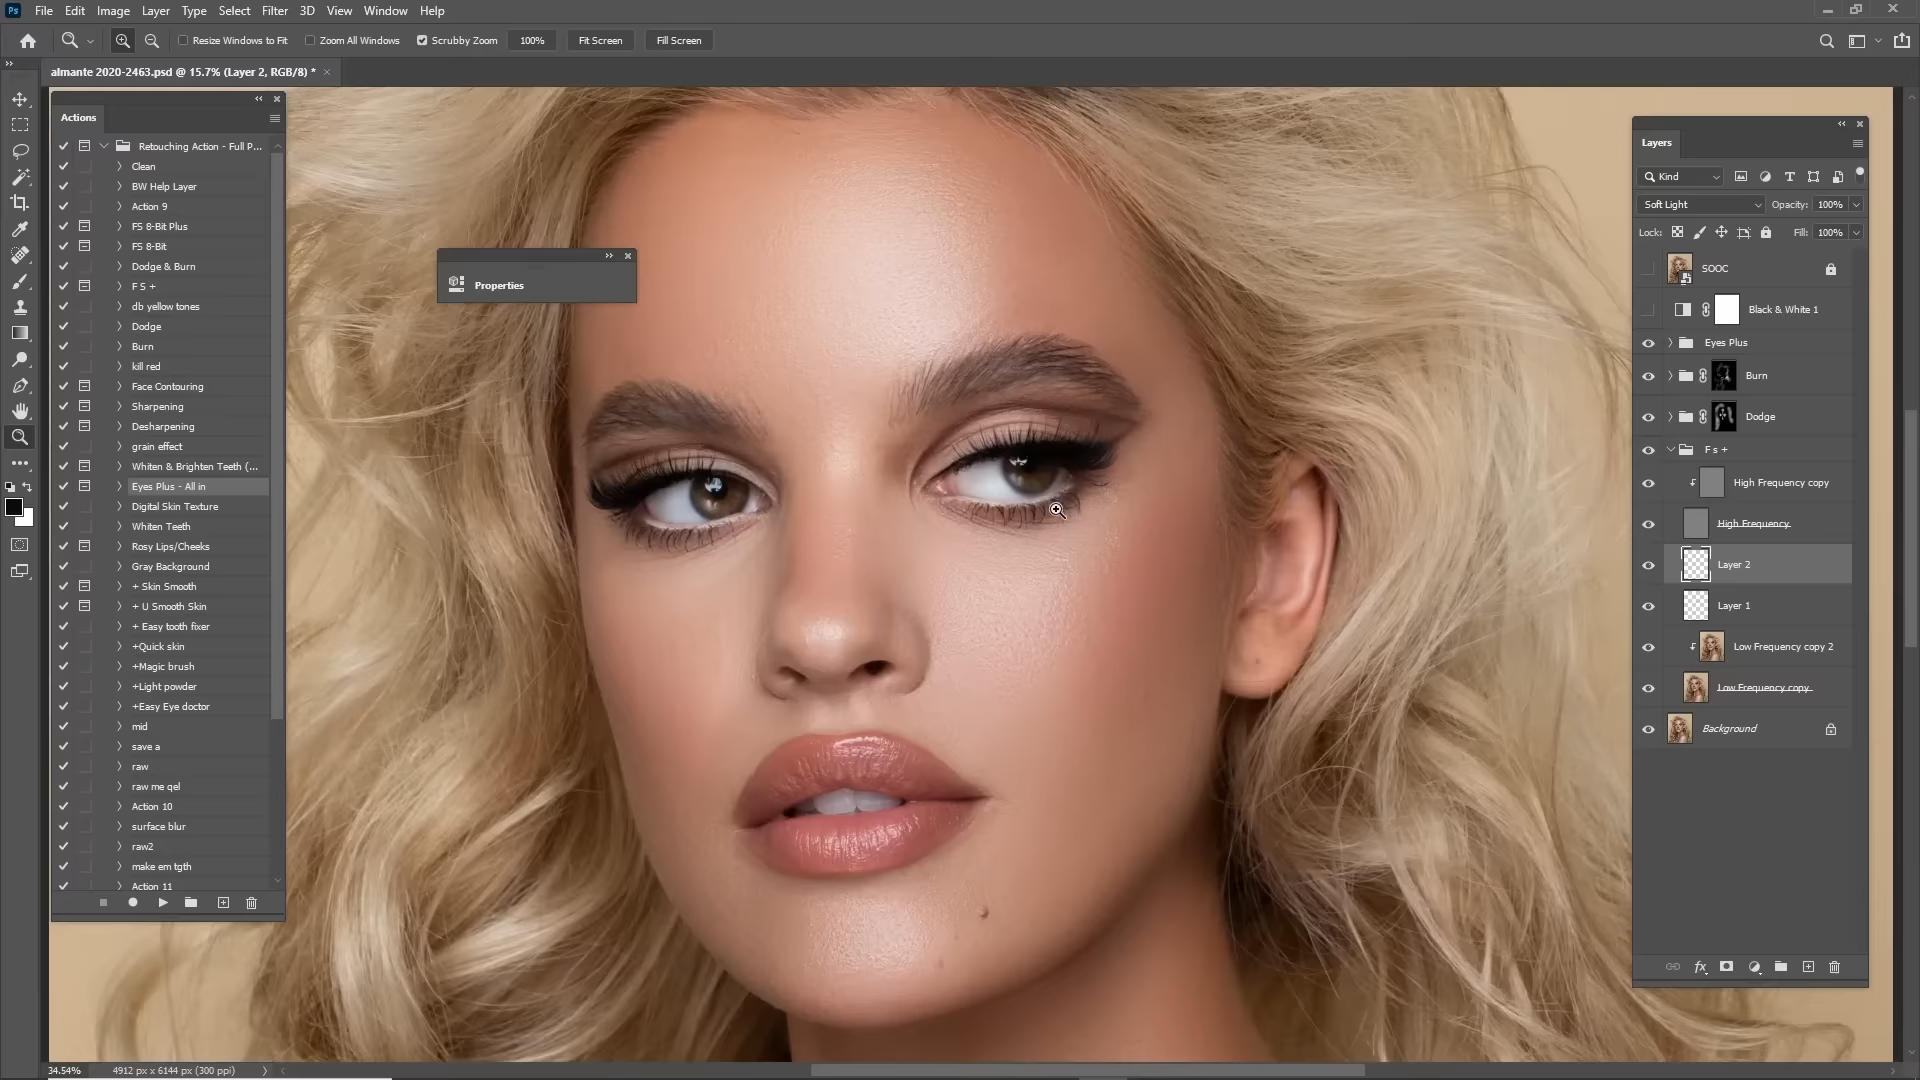 Ps File Edit Image Layer Type Select Filter 3D View Window Help
Resize Windows to Fit Zoom All Windows Scrubby Zoom 100% Fit Screen Fill Screen
almante 2020-2463.psd @ 15.7% (Layer 2, RGB/8) * ×
Actions
Retouching Action - Full P...
Clean
BW Help Layer
Action 9
FS 8-Bit Plus
FS 8-Bit
Dodge & Burn
F S +
db yellow tones
Dodge
Burn
kill red
Face Contouring
Sharpening
Desharpening
grain effect
Whiten & Brighten Teeth (...
Eyes Plus - All in
Digital Skin Texture
Whiten Teeth
Rosy Lips/Cheeks
Gray Background
+ Skin Smooth
+ U Smooth Skin
+ Easy tooth fixer
+Quick skin
+Magic brush
+Light powder
+Easy Eye doctor
mid
save a
raw
raw me qel
Action 10
surface blur
raw2
make em tgth
Action 11
Properties
Layers
Kind
Soft Light Opacity: 100%
Lock: Fill: 100%
SOOC
Black & White 1
Eyes Plus
Burn
Dodge
F s +
High Frequency copy
High Frequency
Layer 2
Layer 1
Low Frequency copy 2
Low Frequency copy
Background
fx
34.54% 4912 px x 6144 px (300 ppi)